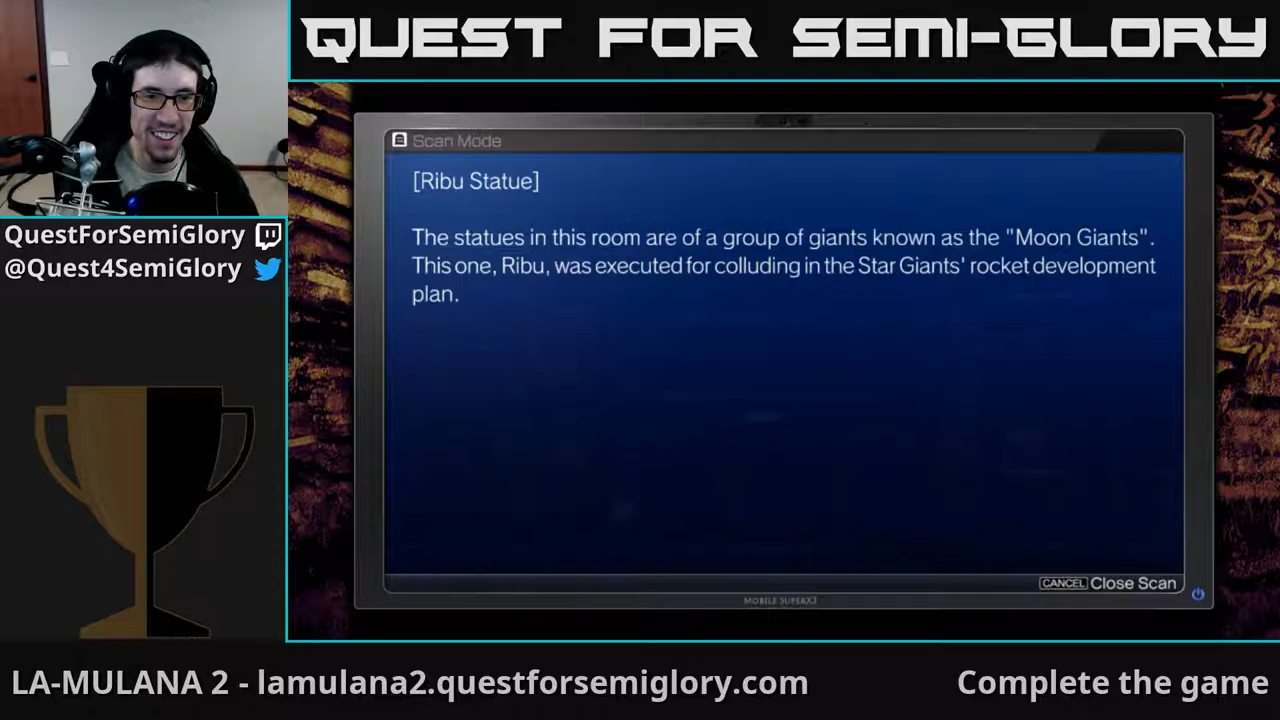 QUEST FOR SEMI-GLORY
QuestForSemiGlory
@Quest4SemiGlory
Scan Mode
[Ribu Statue]
The statues in this room are of a group of giants known as the "Moon Giants".
This one, Ribu, was executed for colluding in the Star Giants' rocket development
plan.
CANCEL Close Scan
MOBILE SUPERX3
LA-MULANA 2 - lamulana2.questforsemiglory.com
Complete the game